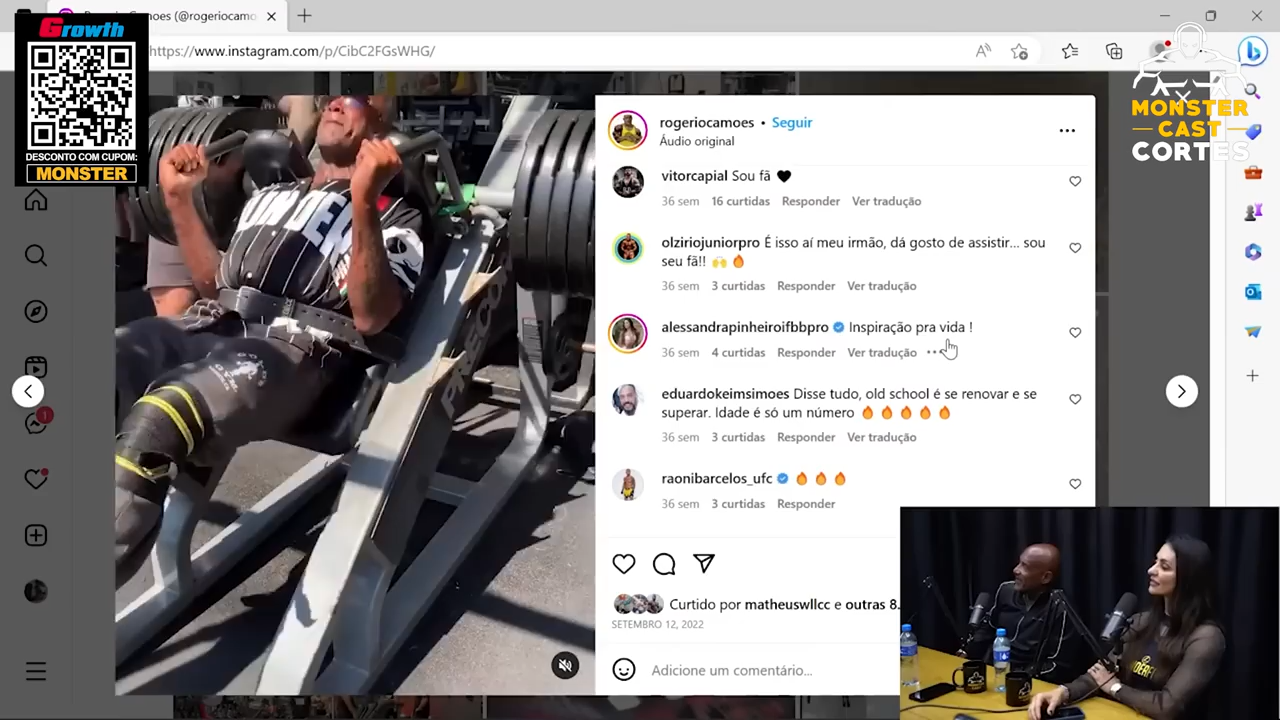 Growth
DESCONTO COM CUPOM:
MONSTER
https://www.instagram.com/p/CibC2FGsWHG/
MONSTER
CAST
CORTES
rogeriocamoes • Seguir
Áudio original
vitorcapial Sou fã 🖤
36 sem 16 curtidas Responder Ver tradução
olziriojuniorpro É isso aí meu irmão, dá gosto de assistir... sou
seu fã!! 🙌 🔥
36 sem 3 curtidas Responder Ver tradução
alessandrapinheiroifbbpro Inspiração pra vida !
36 sem 4 curtidas Responder Ver tradução
eduardokeimsimoes Disse tudo, old school é se renovar e se
superar. Idade é só um número 🔥🔥🔥🔥🔥
36 sem 3 curtidas Responder Ver tradução
raonibarcelos_ufc 🔥🔥🔥
36 sem 3 curtidas Responder
1
Curtido por matheuswllcc e outras 8.
SETEMBRO 12, 2022
Adicione um comentário...